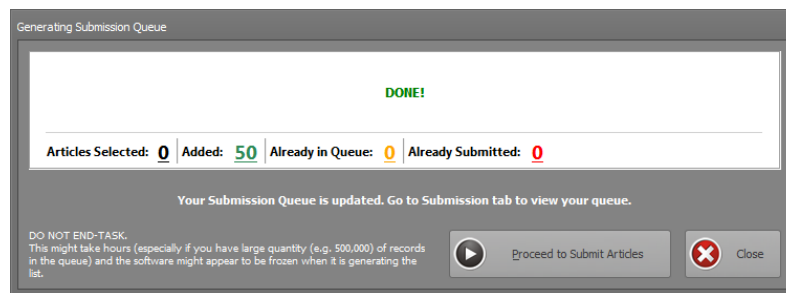 Generating Submission Queue
DONE!
Articles Selected: 0 Added: 50 Already in Queue: 0 Already Submitted: 0
Your Submission Queue is updated. Go to Submission tab to view your queue.
DO NOT END-TASK.
This might take hours (especially if you have large quantity (e.g. 500,000) of records
in the queue) and the software might appear to be frozen when it is generating the
list.
Proceed to Submit Articles
Close